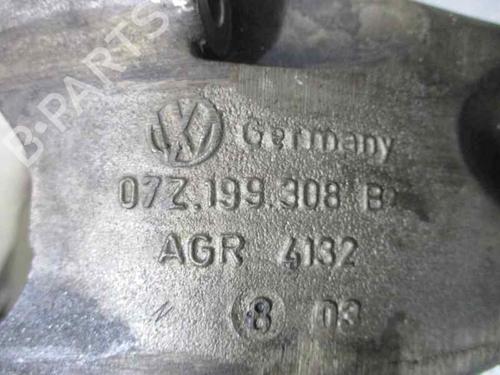 B-PARTS
VW Germany
07Z.199.308 B
AGR 4132
8 03